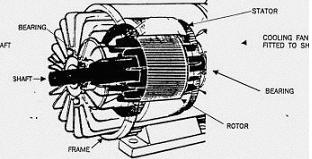 STATOR
BEARING
COOLING FAN
FITTED TO SH
AFT
SHAFT
BEARING
ROTOR
FRAME